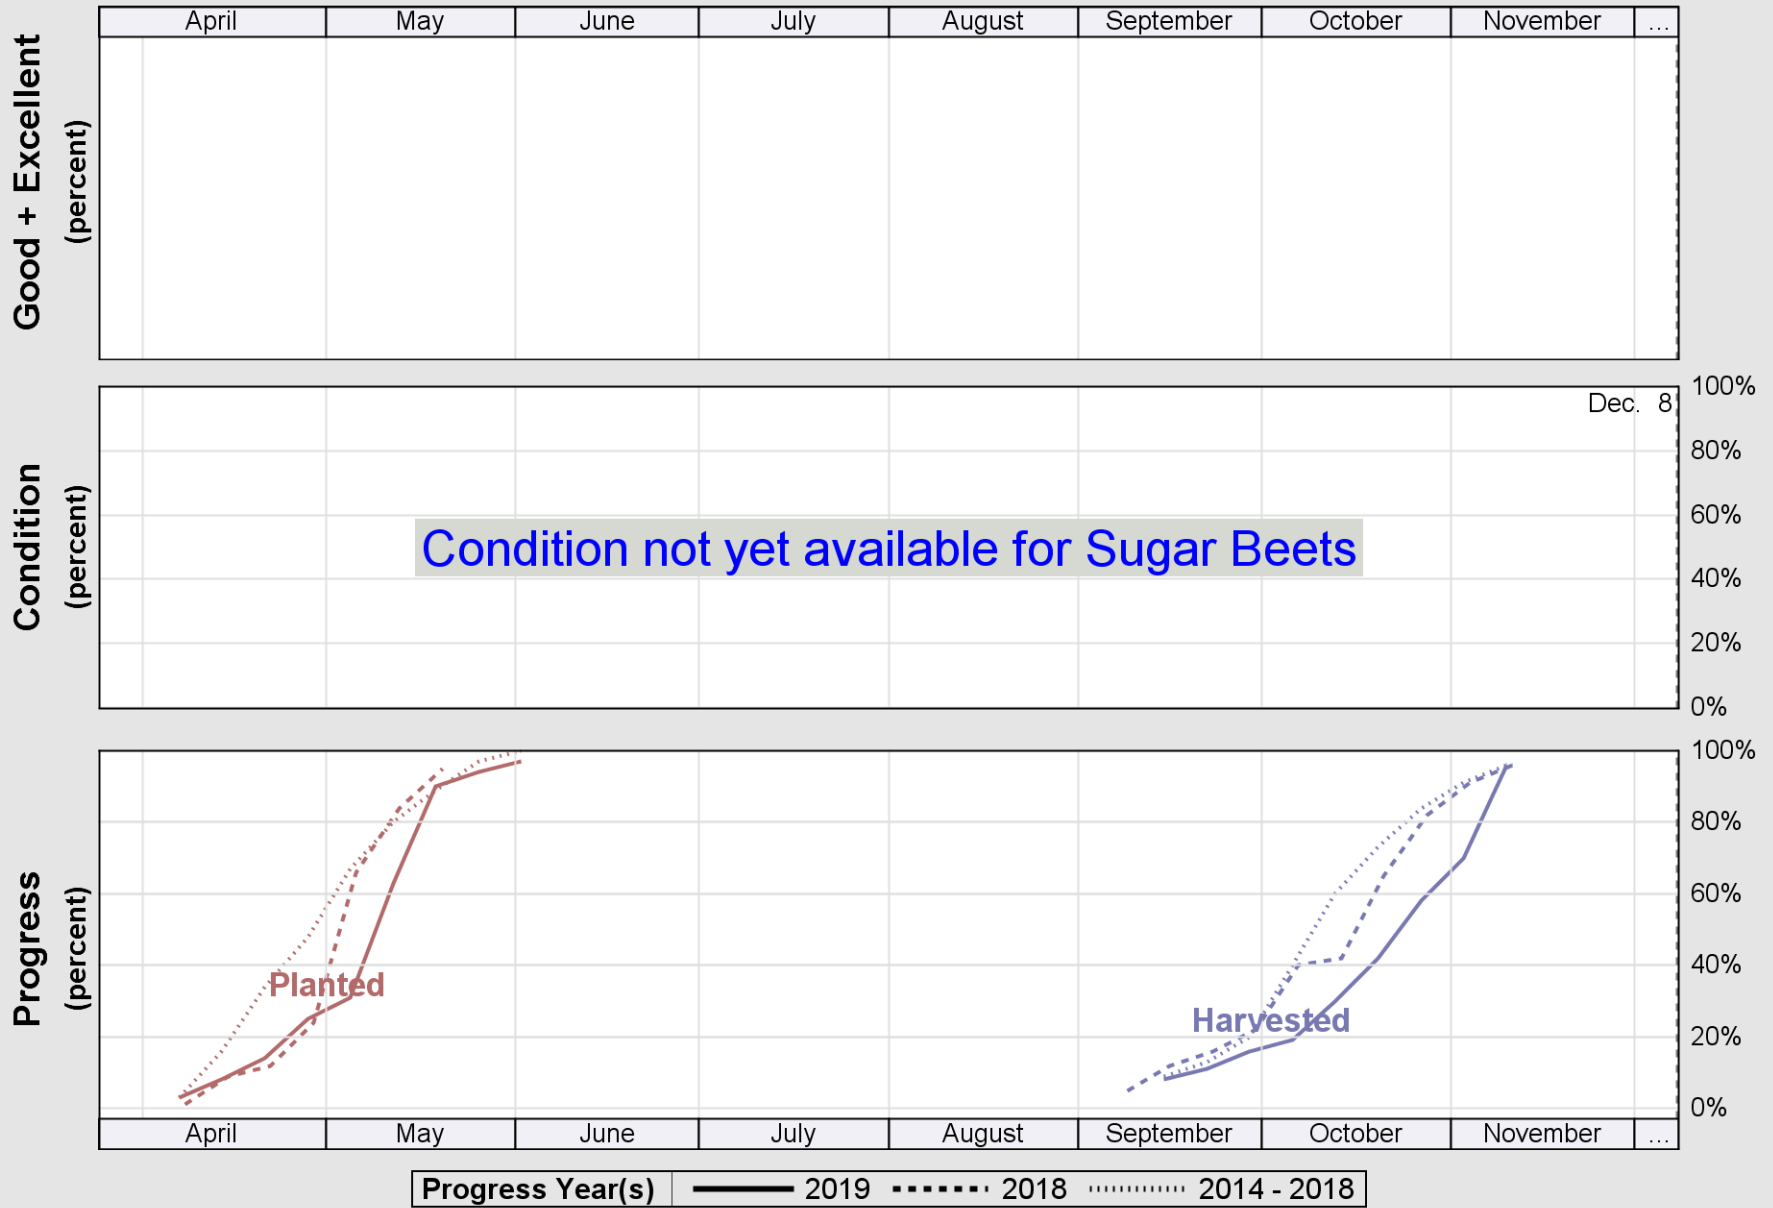 April May June July August September October November ...
Good + Excellent
(percent)
Condition
(percent)
Dec. 8
100%
80%
60%
40%
20%
0%
Condition not yet available for Sugar Beets
Progress
(percent)
100%
80%
60%
40%
20%
0%
Planted
Harvested
April May June July August September October November ...
Progress Year(s) 2019 2018 2014 - 2018